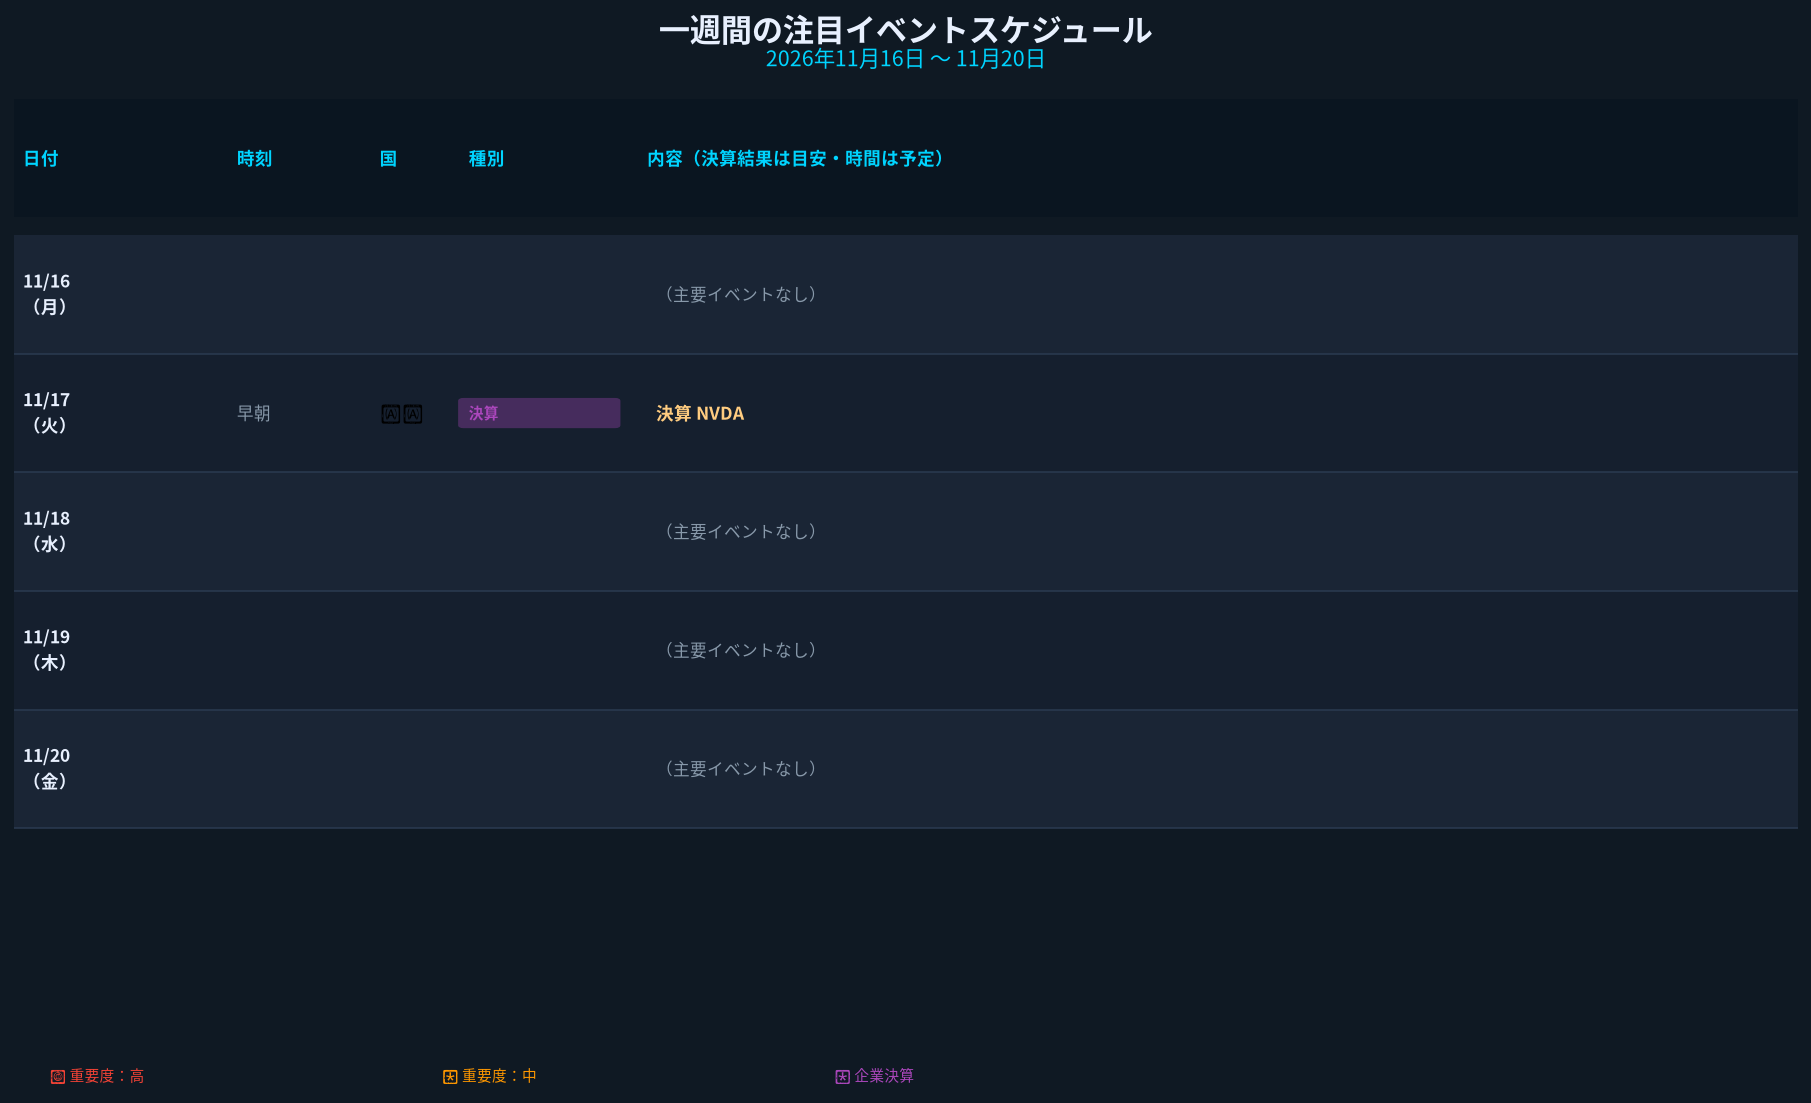 一週間の注目イベントスケジュール
2026年11月16日 ～ 11月20日
日付 時刻 国 種別 内容（決算結果は目安・時間は予定）
11/16
（月）
（主要イベントなし）
11/17
（火）
早朝 決算 決算 NVDA
11/18
（水）
（主要イベントなし）
11/19
（木）
（主要イベントなし）
11/20
（金）
（主要イベントなし）
重要度：高 重要度：中 企業決算